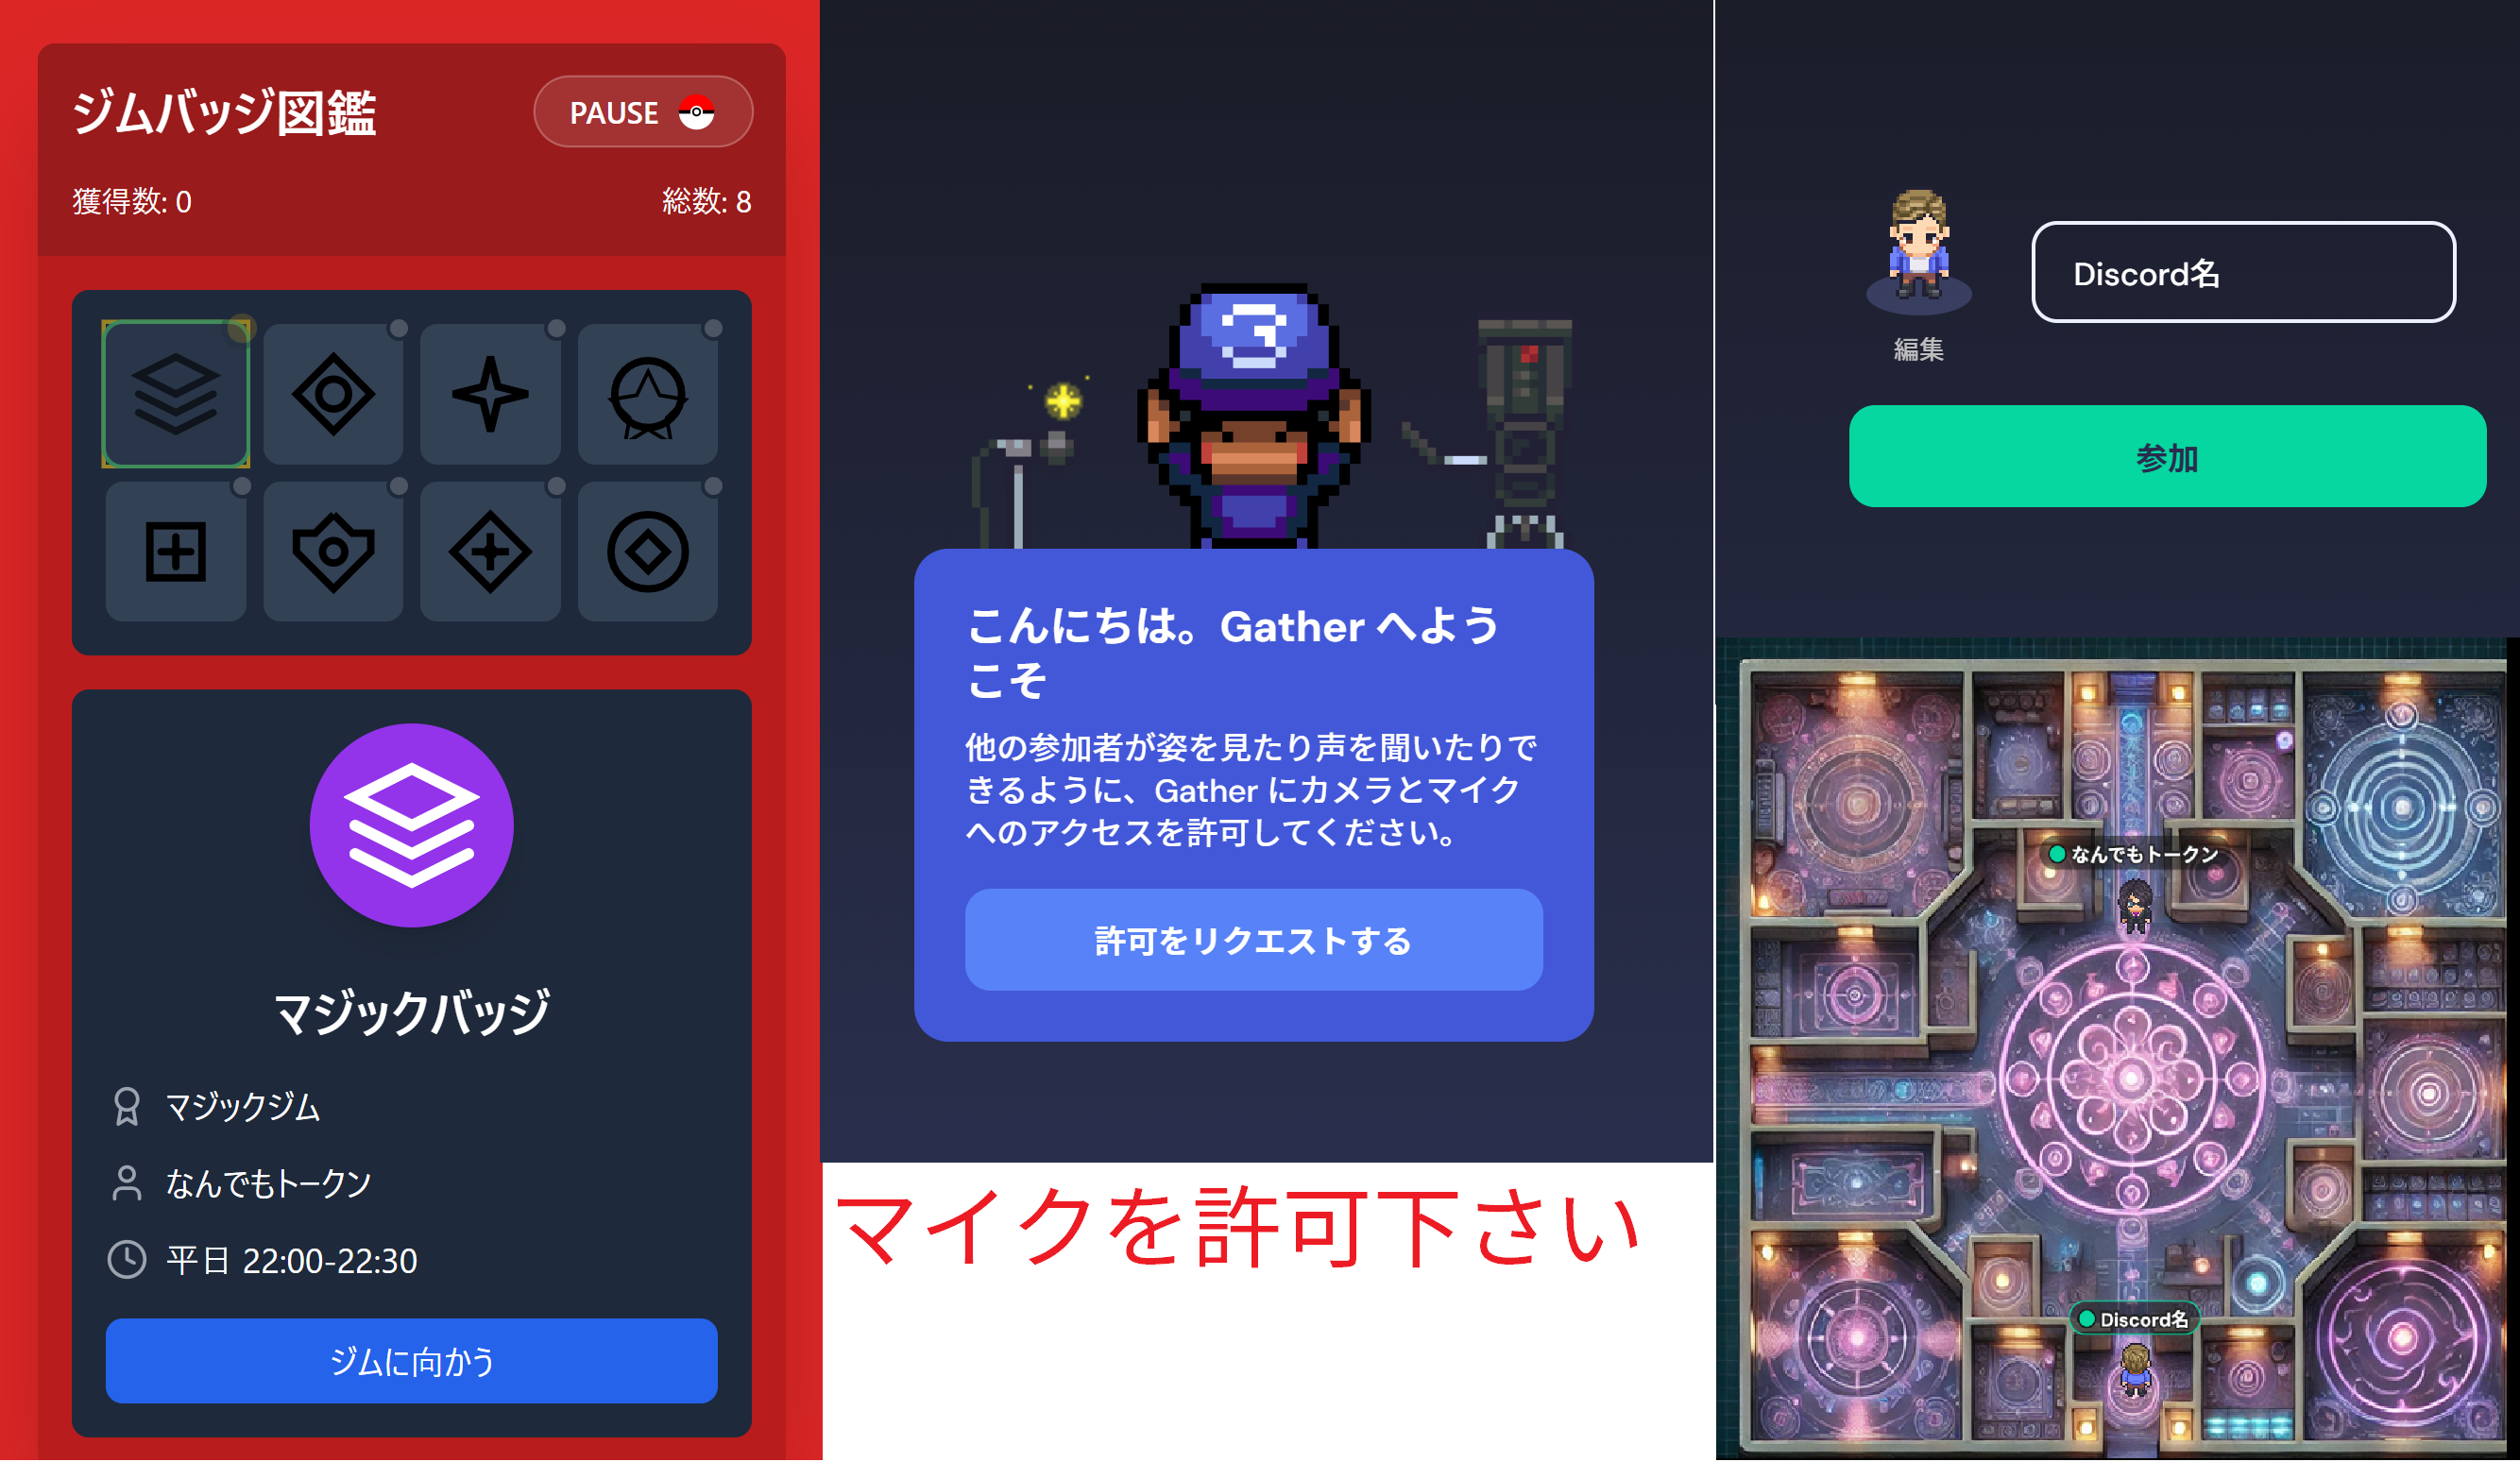 ジムバッジ図鑑
PAUSE
獲得数: 0
総数: 8
マジックバッジ
マジックジム
なんでもトークン
平日 22:00-22:30
ジムに向かう
こんにちは。Gather へよう
こそ
他の参加者が姿を見たり声を聞いたりで
きるように、Gather にカメラとマイク
へのアクセスを許可してください。
許可をリクエストする
マイクを許可下さい
Discord名
編集
参加
なんでもトークン
Discord名